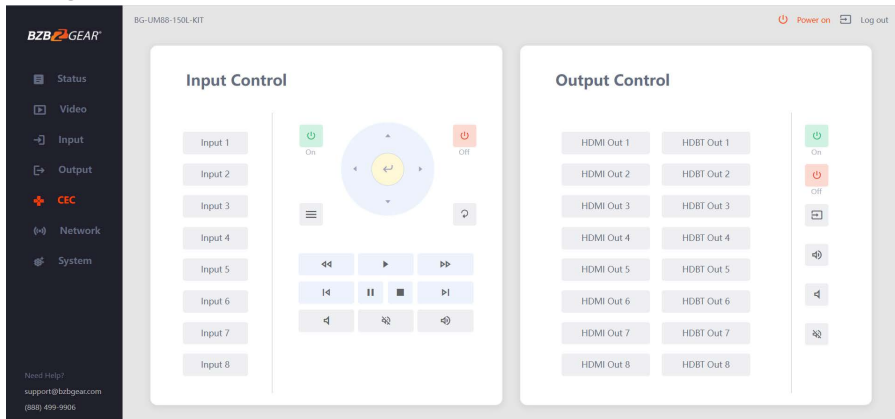 BG-UM88-150L-KIT
Power on
Log out
BZBGEAR®
Status
Video
Input
Output
CEC
Network
System
Need Help?
support@bzbgear.com
(888) 499-9906
Input Control
Input 1
Input 2
Input 3
Input 4
Input 5
Input 6
Input 7
Input 8
On
Off
Output Control
HDMI Out 1 HDBT Out 1
HDMI Out 2 HDBT Out 2
HDMI Out 3 HDBT Out 3
HDMI Out 4 HDBT Out 4
HDMI Out 5 HDBT Out 5
HDMI Out 6 HDBT Out 6
HDMI Out 7 HDBT Out 7
HDMI Out 8 HDBT Out 8
On
Off